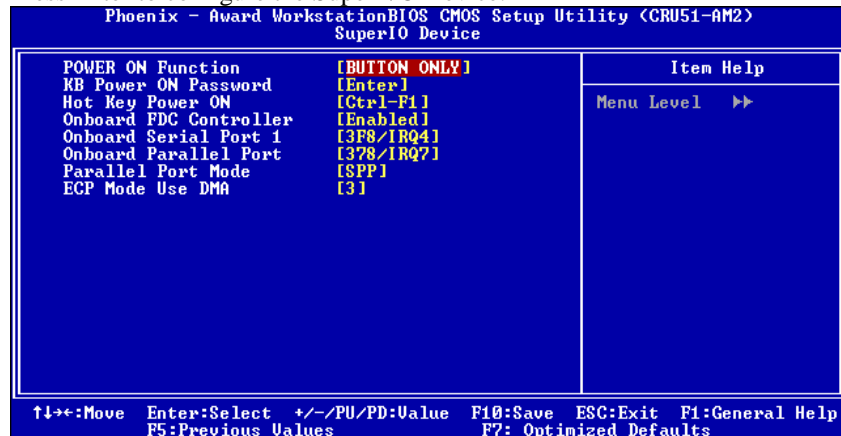 Phoenix - Award WorkstationBIOS CMOS Setup Utility (CRU51-AM2)
SuperIO Device
POWER ON Function [BUTTON ONLY]
KB Power ON Password [Enter]
Hot Key Power ON [Ctrl-F1]
Onboard FDC Controller [Enabled]
Onboard Serial Port 1 [3F8/IRQ4]
Onboard Parallel Port [378/IRQ7]
Parallel Port Mode [SPP]
ECP Mode Use DMA [3]
Item Help
Menu Level ▶▶
↑↓→←:Move Enter:Select +/-/PU/PD:Value F10:Save ESC:Exit F1:General Help
F5:Previous Values F7: Optimized Defaults